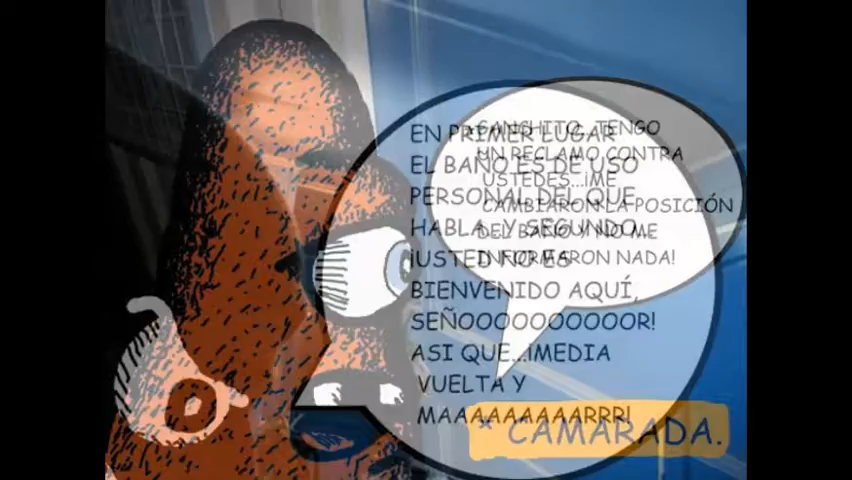 EN PRIMER LUGAR
EL BAÑO ES DE USO
PERSONAL DEL QUE
HABLA...Y SEGUNDO
¡USTED NO ES
BIENVENIDO AQUÍ,
SEÑOOOOOOOOOOR!
ASI QUE...¡MEDIA
VUELTA Y
MAAAAAAAAARRR!
*SANCHITO...TENGO
UN RECLAMO CONTRA
USTEDES...¡ME
CAMBIARON LA POSICIÓN
DEL BAÑO Y NO ME
INFORMARON NADA!
* CAMARADA.